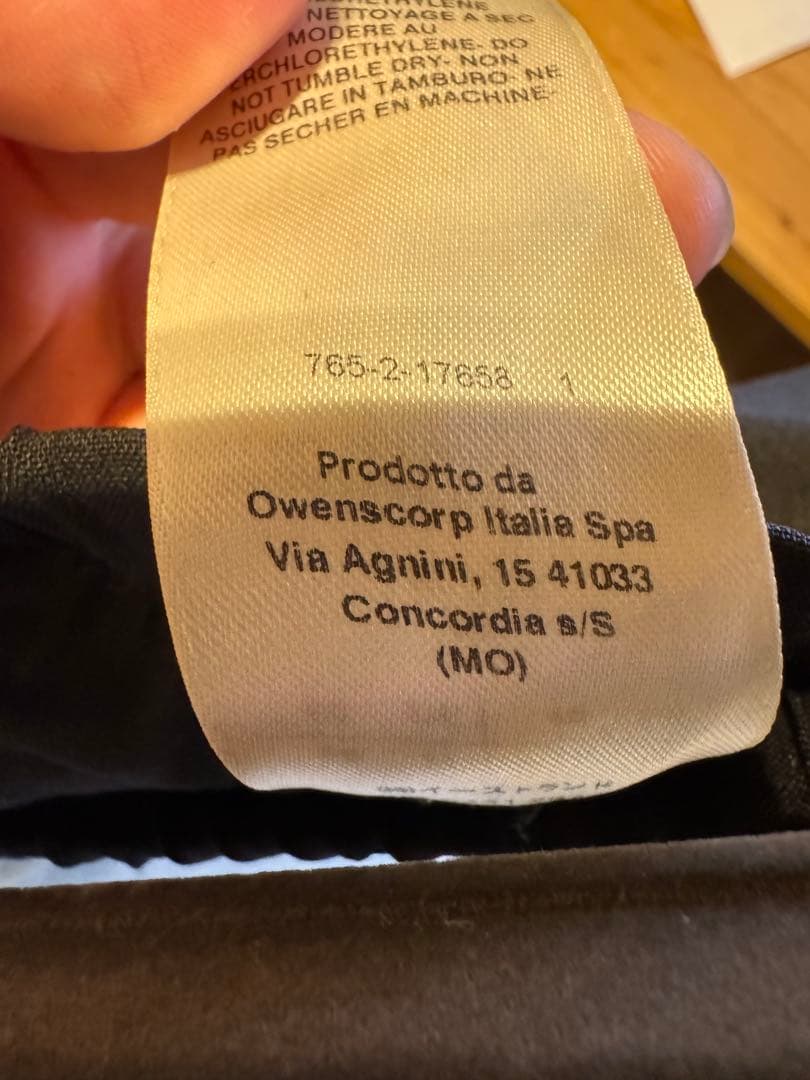 NETTOYAGE A SEC
MODERE AU
ERCHLORETHYLENE- DO
NOT TUMBLE DRY- NON
ASCIUGARE IN TAMBURO- NE
PAS SECHER EN MACHINE-
765-2-17658 1
Prodotto da
Owenscorp Italia Spa
Via Agnini, 15 41033
Concordia s/S
(MO)